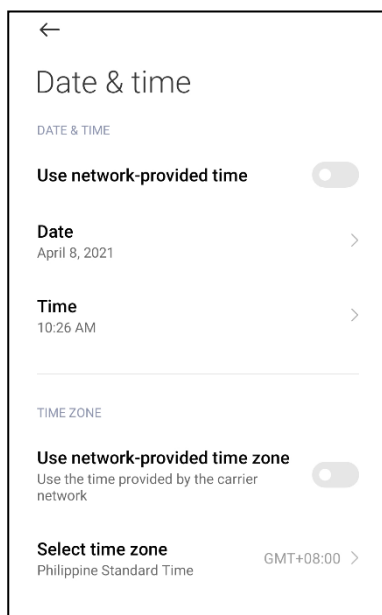 Date & time
DATE & TIME
Use network-provided time
Date
April 8, 2021
Time
10:26 AM
TIME ZONE
Use network-provided time zone
Use the time provided by the carrier
network
Select time zone
GMT+08:00
Philippine Standard Time